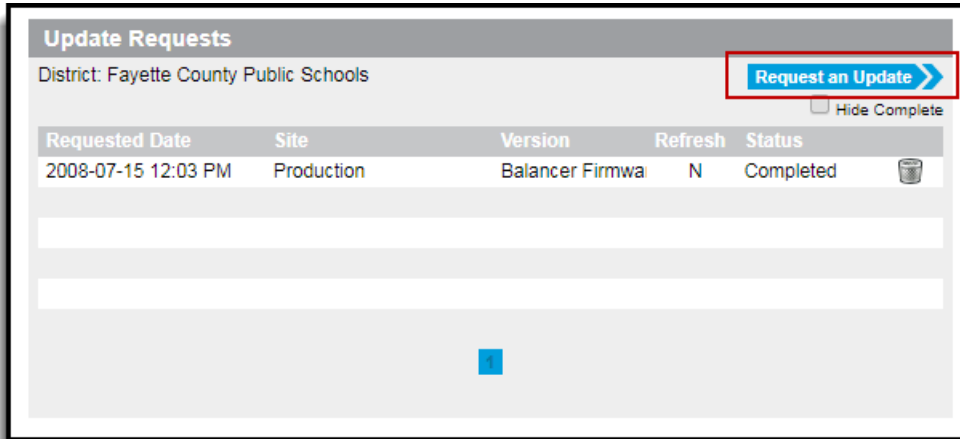 Update Requests
District: Fayette County Public Schools
Request an Update
Hide Complete
Requested Date Site Version Refresh Status
2008-07-15 12:03 PM Production Balancer Firmwa N Completed
1